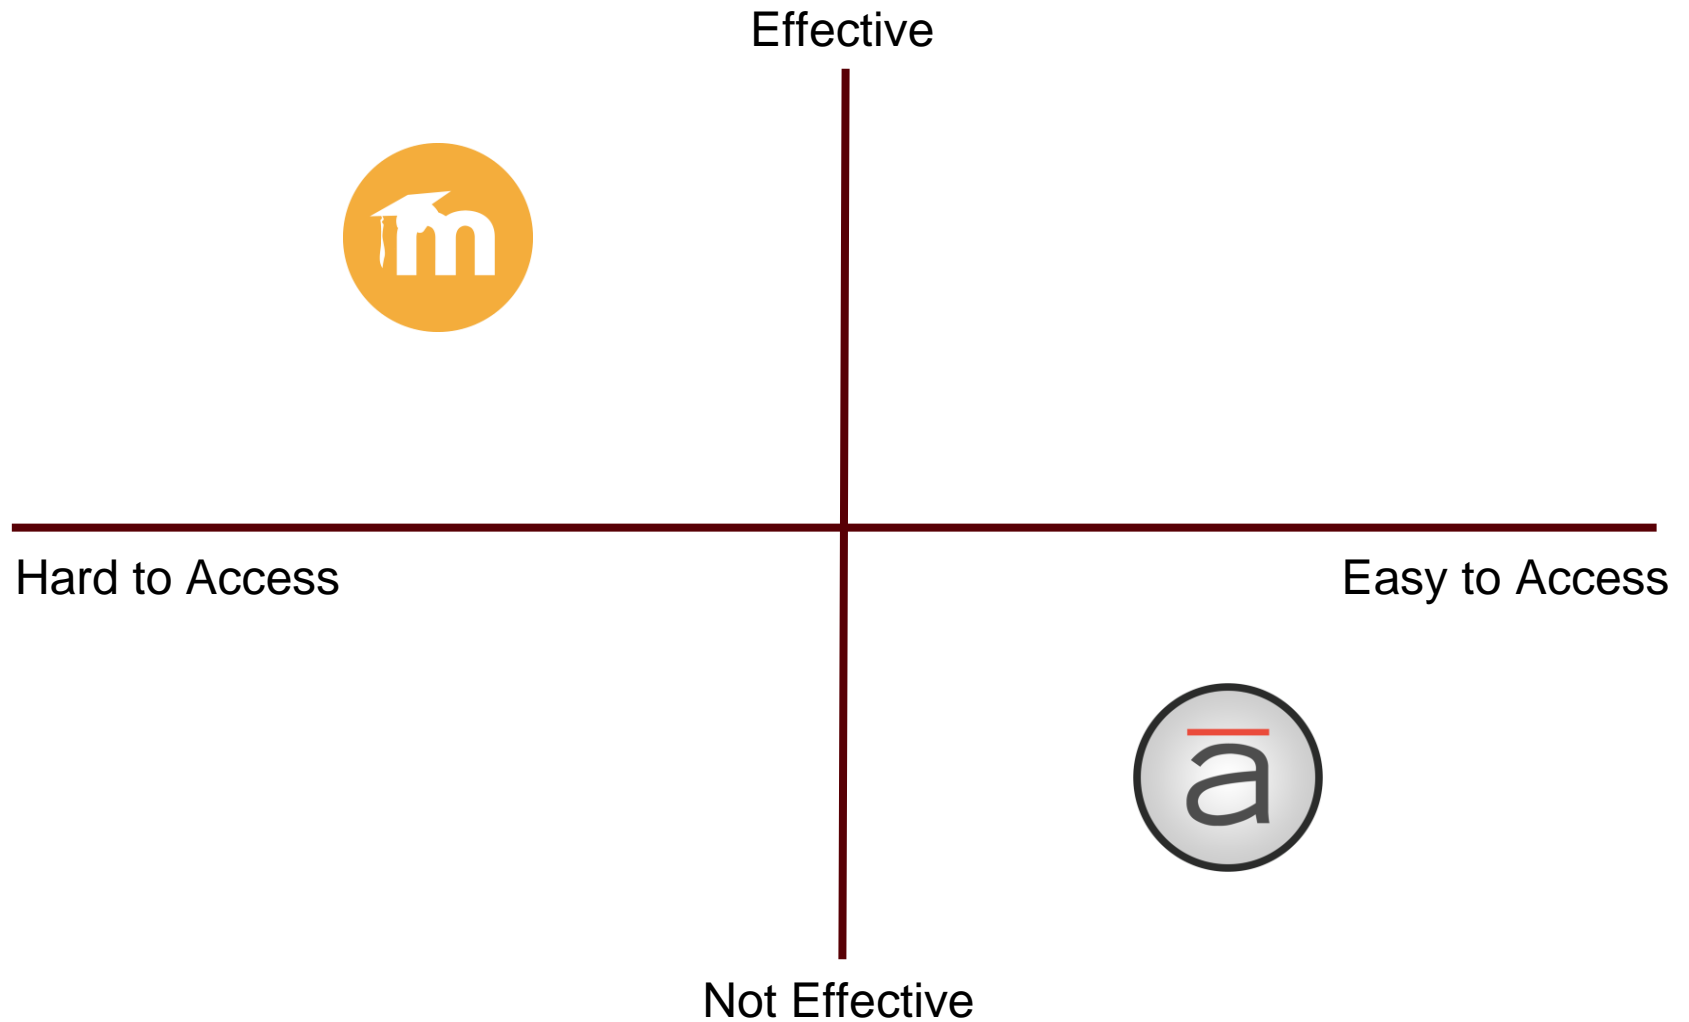 Effective
m
Hard to Access
Easy to Access
a
Not Effective